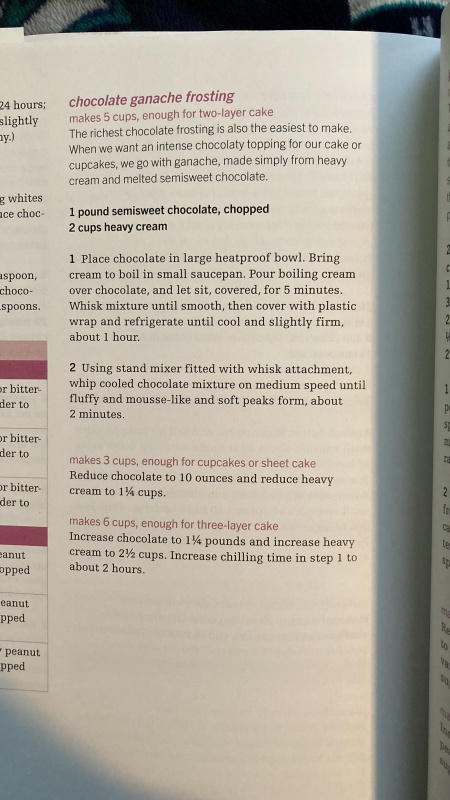 24 hours;
slightly
ny.)
g whites
ice choc-
aspoon,
choco-
spoons.
or bitter-
der to
or bitter-
der to
or bitter-
der to
eanut
opped
eanut
pped
peanut
pped
chocolate ganache frosting
makes 5 cups, enough for two-layer cake
The richest chocolate frosting is also the easiest to make.
When we want an intense chocolaty topping for our cake or
cupcakes, we go with ganache, made simply from heavy
cream and melted semisweet chocolate.
1 pound semisweet chocolate, chopped
2 cups heavy cream
1 Place chocolate in large heatproof bowl. Bring
cream to boil in small saucepan. Pour boiling cream
over chocolate, and let sit, covered, for 5 minutes.
Whisk mixture until smooth, then cover with plastic
wrap and refrigerate until cool and slightly firm,
about 1 hour.
2 Using stand mixer fitted with whisk attachment,
whip cooled chocolate mixture on medium speed until
fluffy and mousse-like and soft peaks form, about
2 minutes.
makes 3 cups, enough for cupcakes or sheet cake
Reduce chocolate to 10 ounces and reduce heavy
cream to 1¼ cups.
makes 6 cups, enough for three-layer cake
Increase chocolate to 1¼ pounds and increase heavy
cream to 2½ cups. Increase chilling time in step 1 to
about 2 hours.